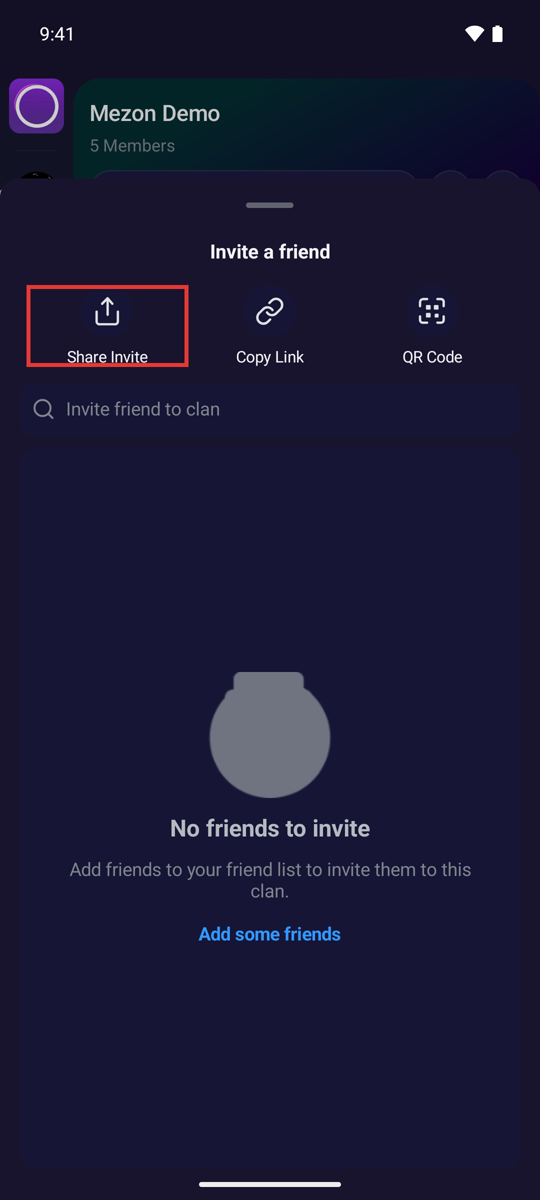 9:41
Mezon Demo
5 Members
Invite a friend
Share Invite
Copy Link
QR Code
Invite friend to clan
No friends to invite
Add friends to your friend list to invite them to this
clan.
Add some friends